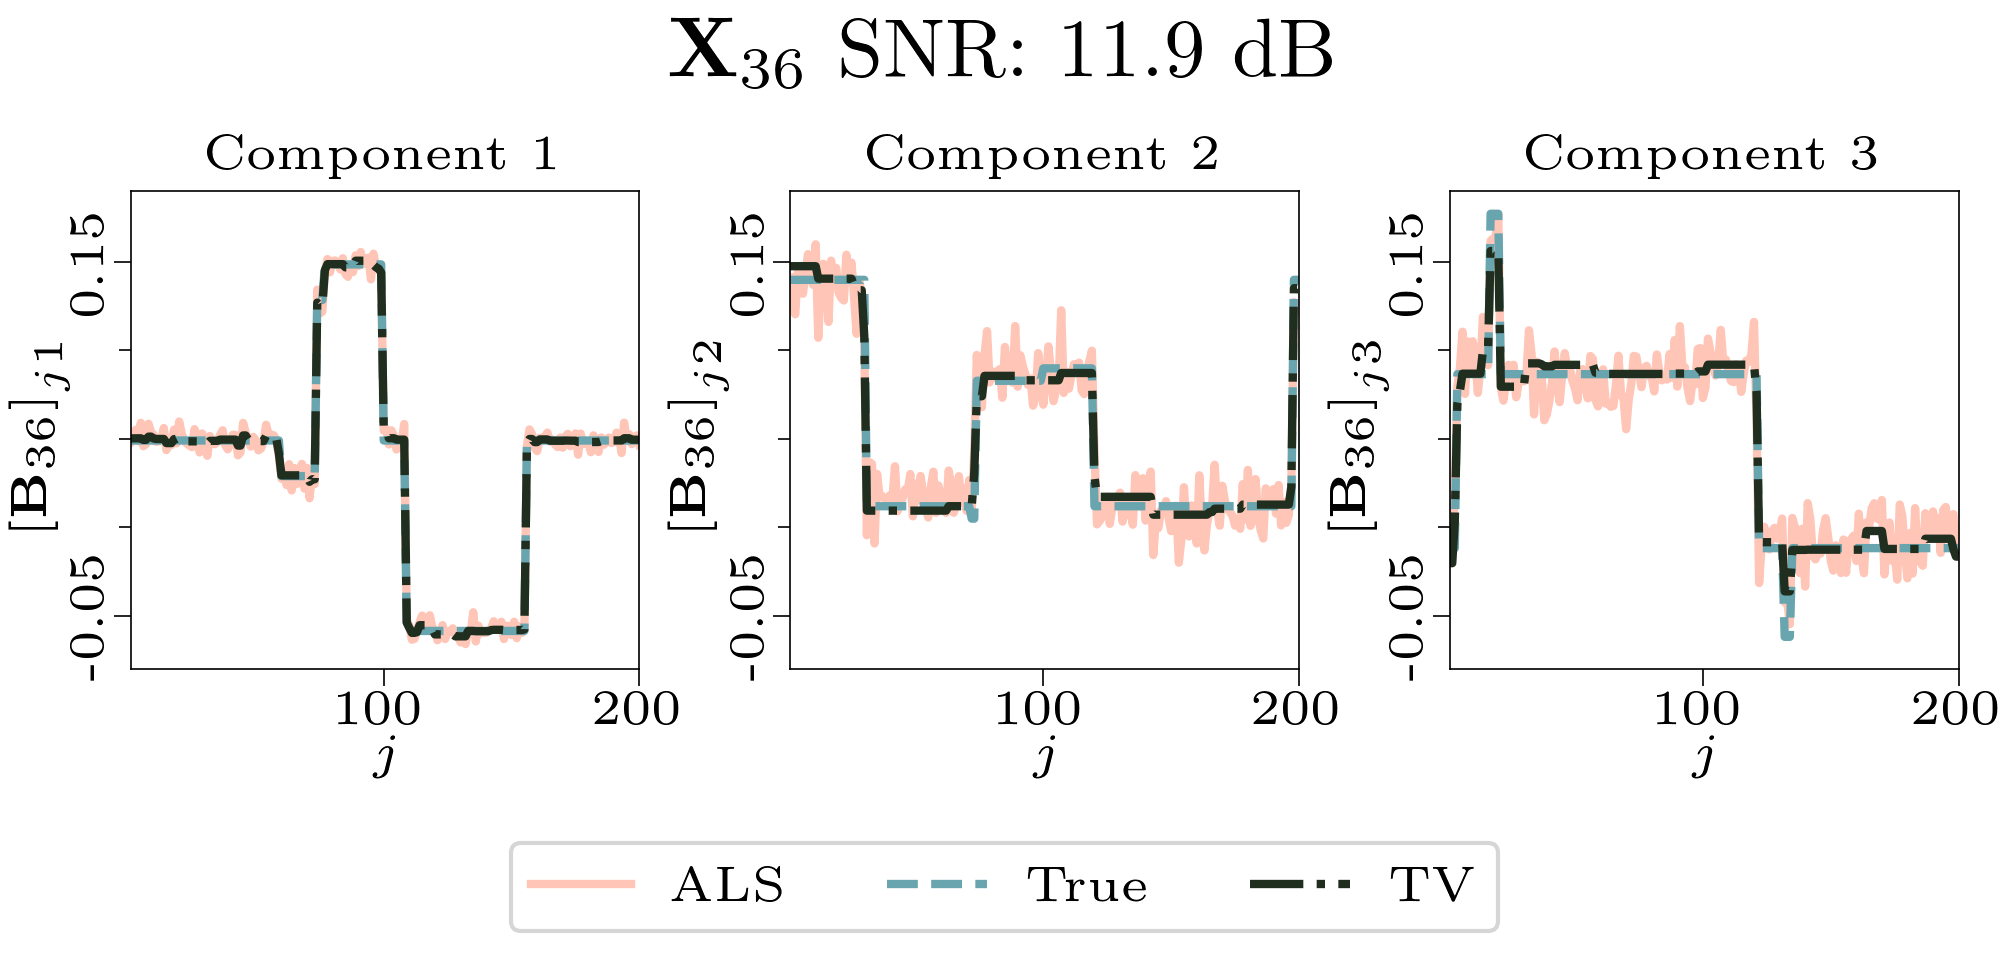 X36 SNR: 11.9 dB
Component 1 Component 2 Component 3
[B36]j1 0.15 -0.05 [B36]j2 0.15 -0.05 [B36]j3 0.15 -0.05
100 200 100 200 100 200
j j j
ALS True TV